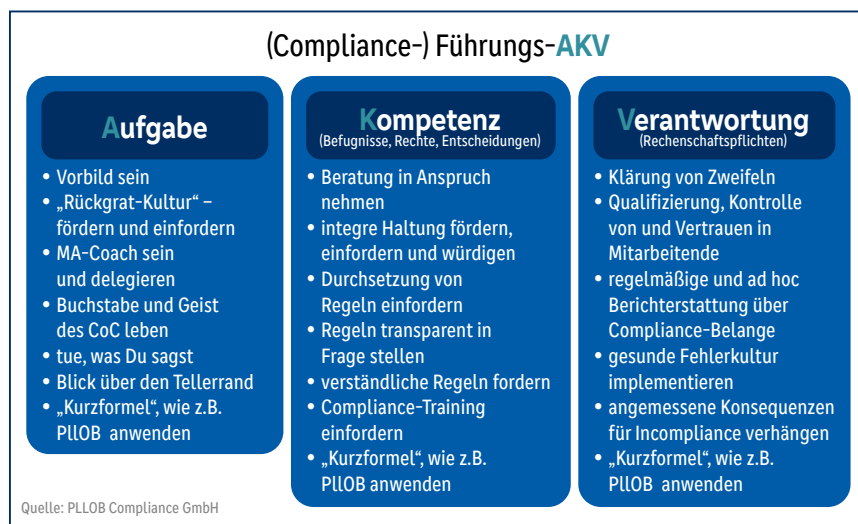 (Compliance-) Führungs-AKV
Aufgabe
• Vorbild sein
• „Rückgrat-Kultur“ –
fördern und einfordern
• MA-Coach sein
und delegieren
• Buchstabe und Geist
des CoC leben
• tue, was Du sagst
• Blick über den Tellerrand
• „Kurzformel“, wie z.B.
PllOB anwenden
Kompetenz
(Befugnisse, Rechte, Entscheidungen)
• Beratung in Anspruch
nehmen
• integre Haltung fördern,
einfordern und würdigen
• Durchsetzung von
Regeln einfordern
• Regeln transparent in
Frage stellen
• verständliche Regeln fordern
• Compliance-Training
einfordern
• „Kurzformel“, wie z.B.
PllOB anwenden
Verantwortung
(Rechenschaftspflichten)
• Klärung von Zweifeln
• Qualifizierung, Kontrolle
von und Vertrauen in
Mitarbeitende
• regelmäßige und ad hoc
Berichterstattung über
Compliance-Belange
• gesunde Fehlerkultur
implementieren
• angemessene Konsequenzen
für Incompliance verhängen
• „Kurzformel“, wie z.B.
PllOB anwenden
Quelle: PLLOB Compliance GmbH